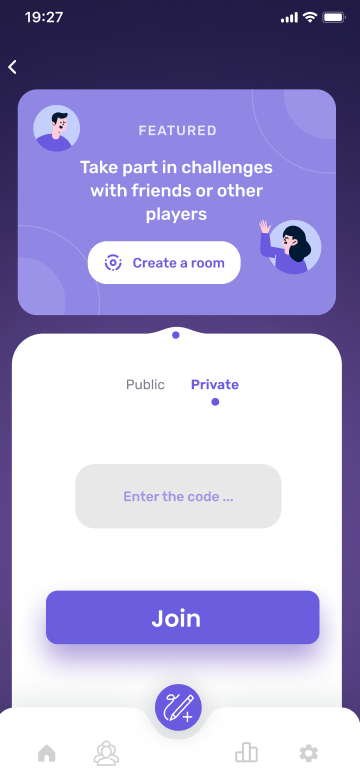 19:27
FEATURED
Take part in challenges
with friends or other
players
Create a room
Public
Private
Enter the code ...
Join